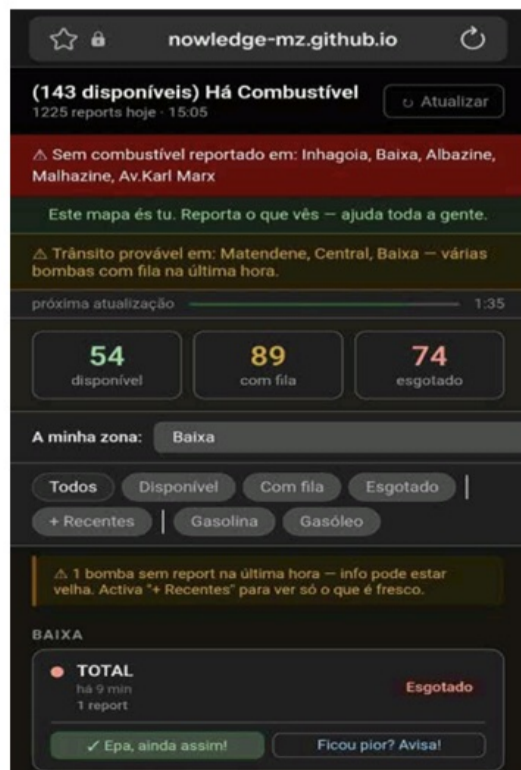 nowledge-mz.github.io
(143 disponíveis) Há Combustível
1225 reports hoje · 15:05
↻ Atualizar
⚠ Sem combustível reportado em: Inhagoia, Baixa, Albazine,
Malhazine, Av.Karl Marx
Este mapa és tu. Reporta o que vês — ajuda toda a gente.
⚠ Trânsito provável em: Matendene, Central, Baixa — várias
bombas com fila na última hora.
próxima atualização 1:35
54 89 74
disponível com fila esgotado
A minha zona: Baixa
Todos Disponível Com fila Esgotado
+ Recentes Gasolina Gasóleo
⚠ 1 bomba sem report na última hora — info pode estar
velha. Activa "+ Recentes" para ver só o que é fresco.
BAIXA
TOTAL
há 9 min
1 report
Esgotado
✓ Epa, ainda assim! Ficou pior? Avisa!